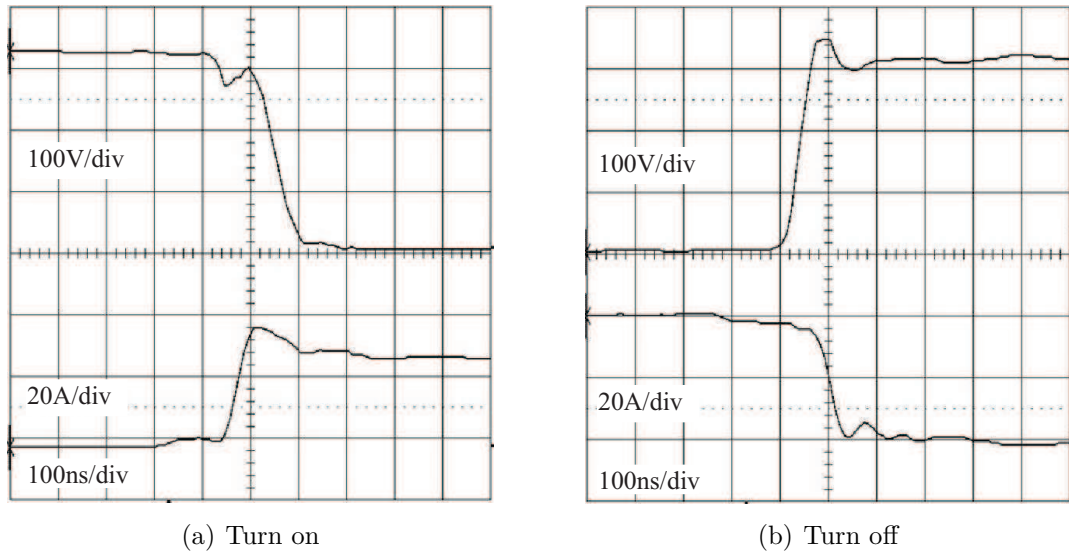 100V/div
20A/div
100ns/div
(a) Turn on
100V/div
20A/div
100ns/div
(b) Turn off